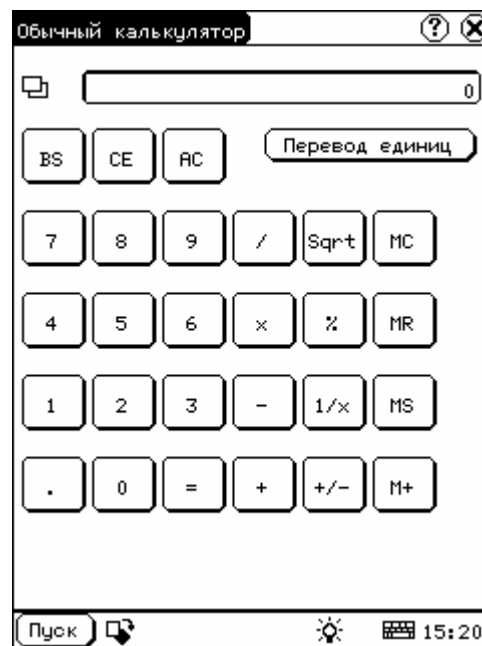 Обычный калькулятор ?
0
BS CE AC Перевод единиц
7 8 9 / Sqrt MC
4 5 6 x % MR
1 2 3 - 1/x MS
. 0 = + +/- M+
Пуск 15:20